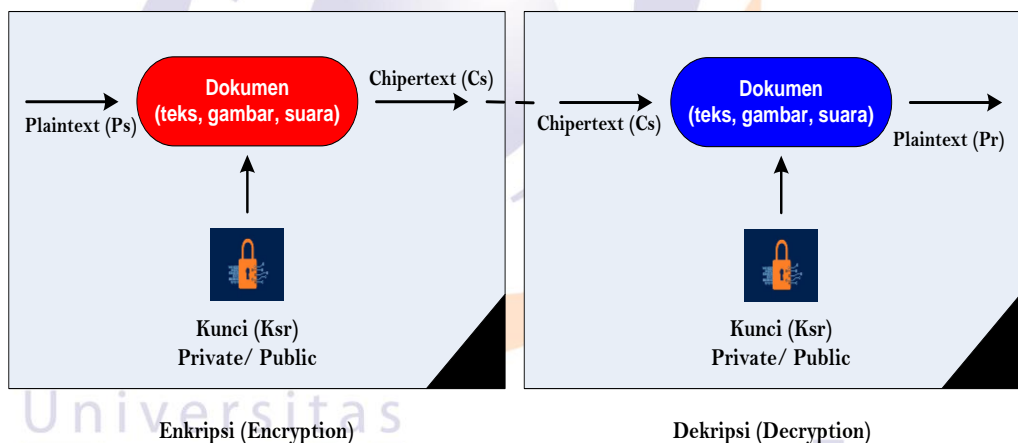 Dokumen
(teks, gambar, suara)
Plaintext (Ps)
Chipertext (Cs)
Kunci (Ksr)
Private/ Public
Enkripsi (Encryption)
Dokumen
(teks, gambar, suara)
Chipertext (Cs)
Plaintext (Pr)
Kunci (Ksr)
Private/ Public
Dekripsi (Decryption)
Universitas